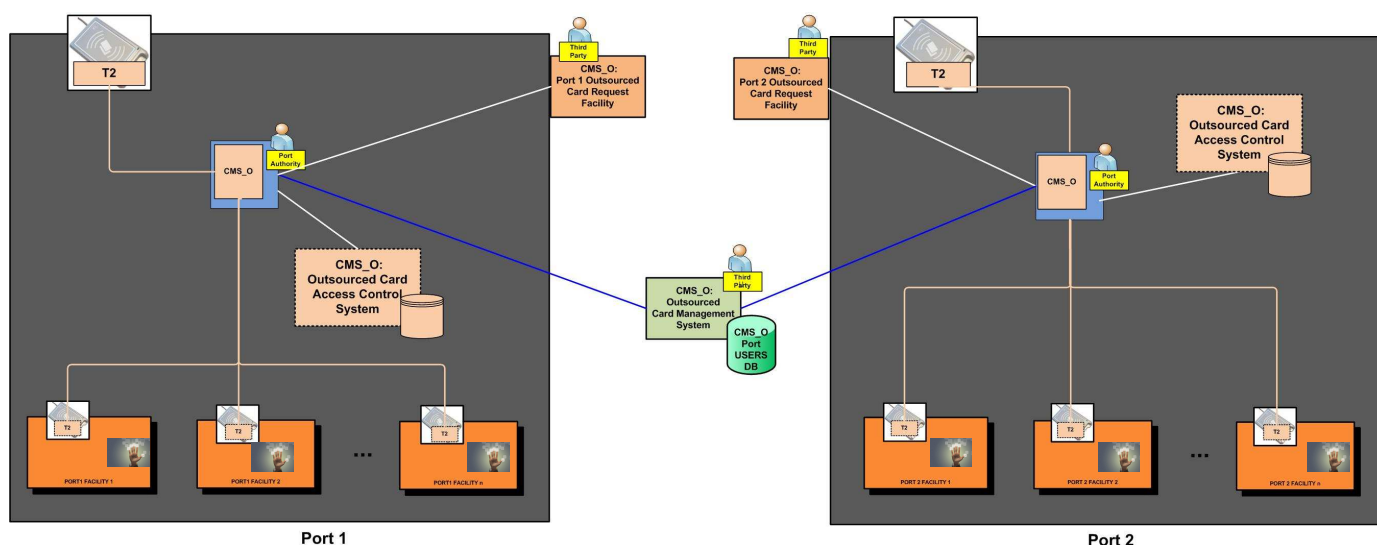 T2
Third
Party
CMS_O:
Port 1 Outsourced
Card Request
Facility
Port
Authority
CMS_O
CMS_O:
Outsourced Card
Access Control
System
T2
PORT1 FACILITY 1
T2
PORT1 FACILITY 2
...
T2
PORT1 FACILITY n
Port 1
Third
Party
CMS_O:
Outsourced
Card Management
System
CMS_O
Port
USERS
DB
Third
Party
CMS_O:
Port 2 Outsourced
Card Request
Facility
T2
CMS_O:
Outsourced Card
Access Control
System
Port
Authority
CMS_O
T2
PORT 2 FACILITY 1
T2
PORT 2 FACILITY 2
...
T2
PORT 2 FACILITY n
Port 2